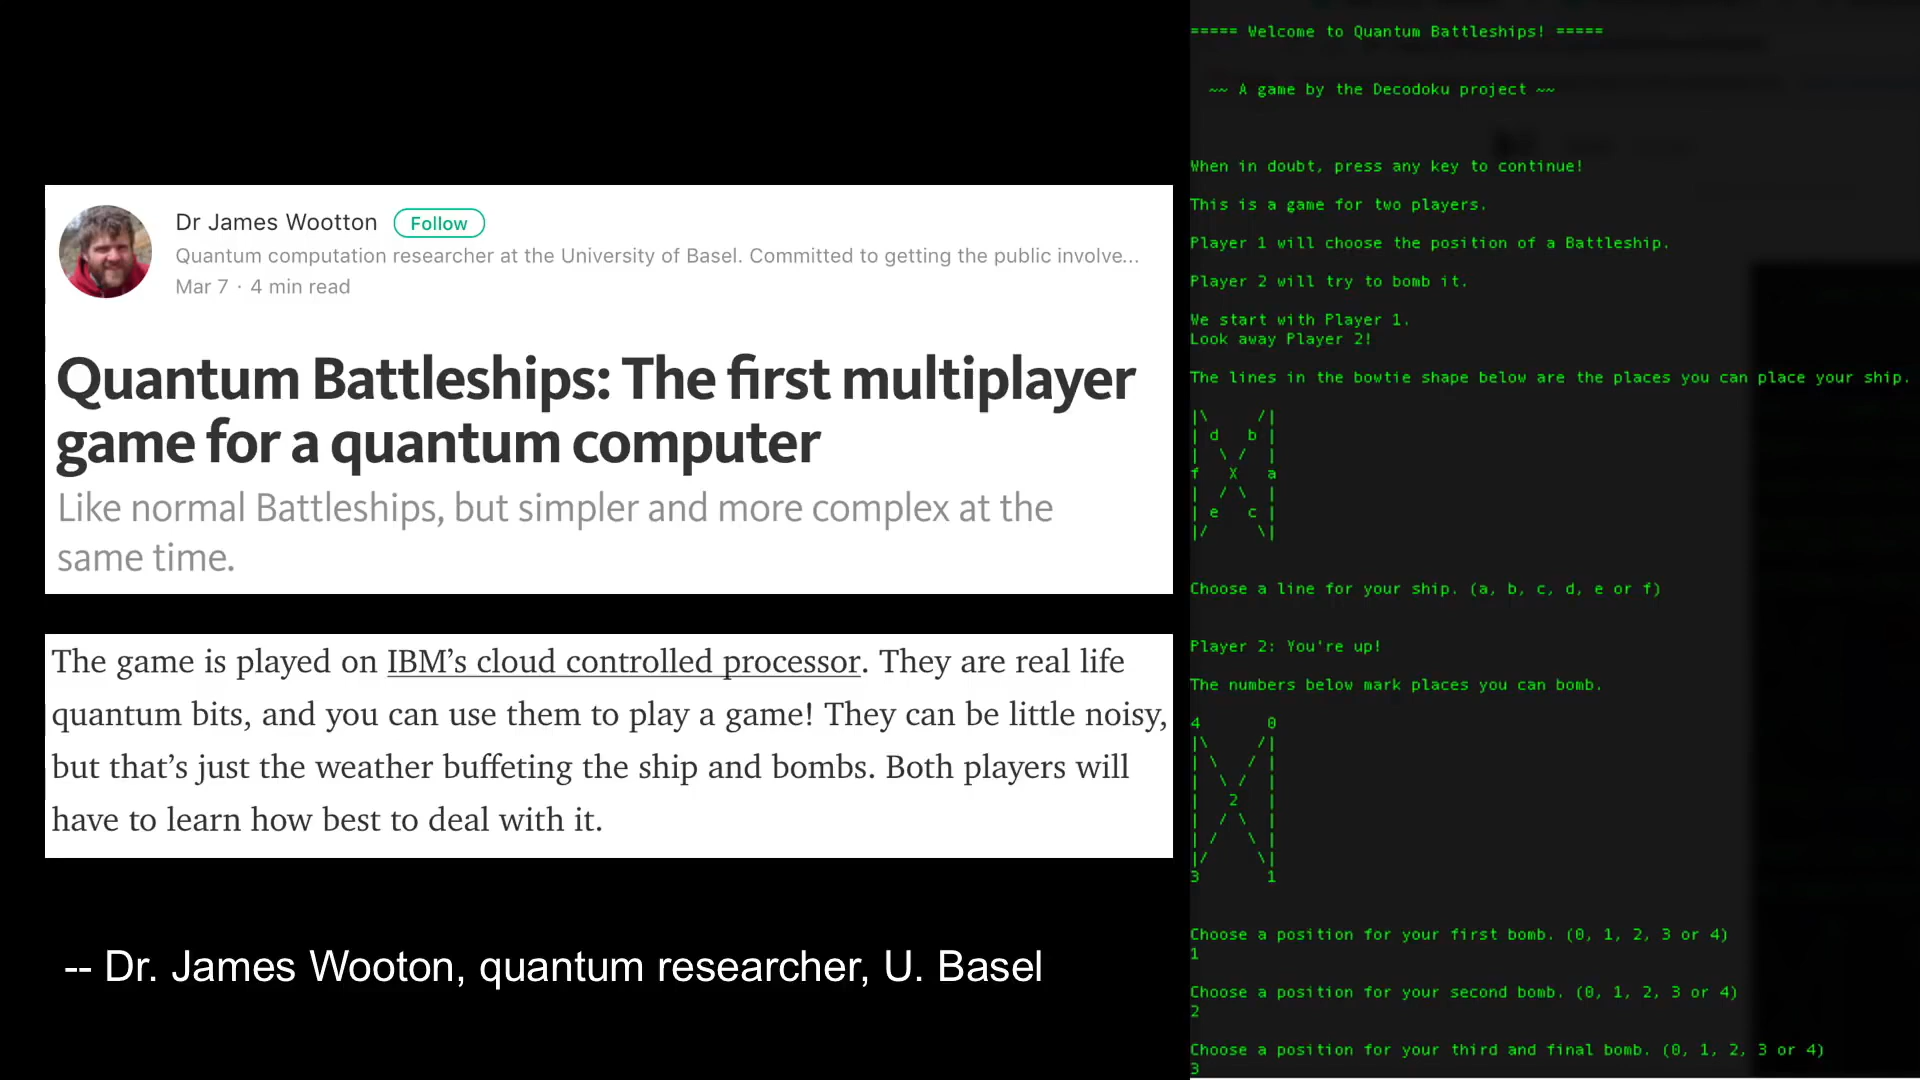 Dr James Wootton Follow
Quantum computation researcher at the University of Basel. Committed to getting the public involve...
Mar 7 · 4 min read
Quantum Battleships: The first multiplayer
game for a quantum computer
Like normal Battleships, but simpler and more complex at the
same time.
The game is played on IBM’s cloud controlled processor. They are real life
quantum bits, and you can use them to play a game! They can be little noisy,
but that’s just the weather buffeting the ship and bombs. Both players will
have to learn how best to deal with it.
-- Dr. James Wooton, quantum researcher, U. Basel
===== Welcome to Quantum Battleships! =====
~~ A game by the Decodoku project ~~
When in doubt, press any key to continue!
This is a game for two players.
Player 1 will choose the position of a Battleship.
Player 2 will try to bomb it.
We start with Player 1.
Look away Player 2!
The lines in the bowtie shape below are the places you can place your ship.
|\     /|
| d   b |
|  \ /  |
f   X   a
|  / \  |
| e   c |
|/     \|
Choose a line for your ship. (a, b, c, d, e or f)
Player 2: You're up!
The numbers below mark places you can bomb.
4       0
|\     /|
| \   / |
|  \ /  |
|   2   |
|  / \  |
| /   \ |
|/     \|
3       1
Choose a position for your first bomb. (0, 1, 2, 3 or 4)
1
Choose a position for your second bomb. (0, 1, 2, 3 or 4)
2
Choose a position for your third and final bomb. (0, 1, 2, 3 or 4)
3